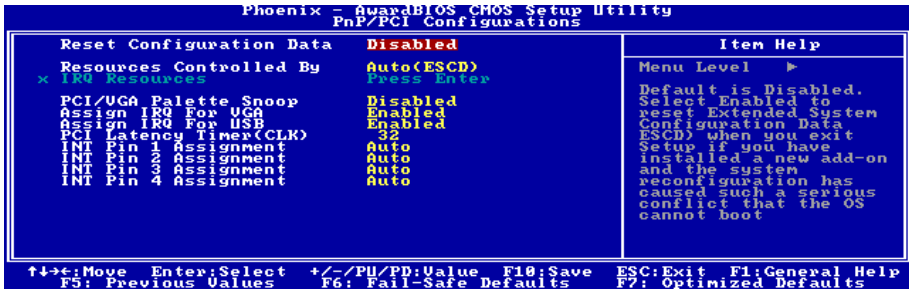 Phoenix - AwardBIOS CMOS Setup Utility
PnP/PCI Configurations
Reset Configuration Data Disabled
Resources Controlled By Auto(ESCD)
x IRQ Resources Press Enter
PCI/VGA Palette Snoop Disabled
Assign IRQ For VGA Enabled
Assign IRQ For USB Enabled
PCI Latency Timer(CLK) 32
INT Pin 1 Assignment Auto
INT Pin 2 Assignment Auto
INT Pin 3 Assignment Auto
INT Pin 4 Assignment Auto
Item Help
Menu Level ►
Default is Disabled.
Select Enabled to
reset Extended System
Configuration Data
ESCD) when you exit
Setup if you have
installed a new add-on
and the system
reconfiguration has
caused such a serious
conflict that the OS
cannot boot
↑↓→←:Move Enter:Select +/-/PU/PD:Value F10:Save ESC:Exit F1:General Help
F5: Previous Values F6: Fail-Safe Defaults F7: Optimized Defaults